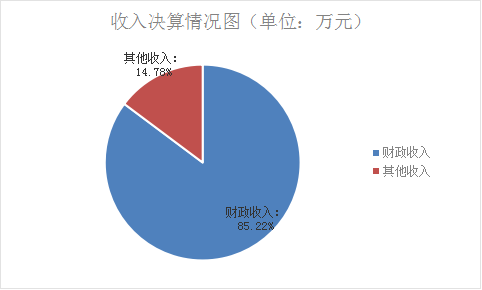 收入决算情况图（单位：万元）
其他收入：
14.78%
财政收入：
85.22%
财政收入
其他收入